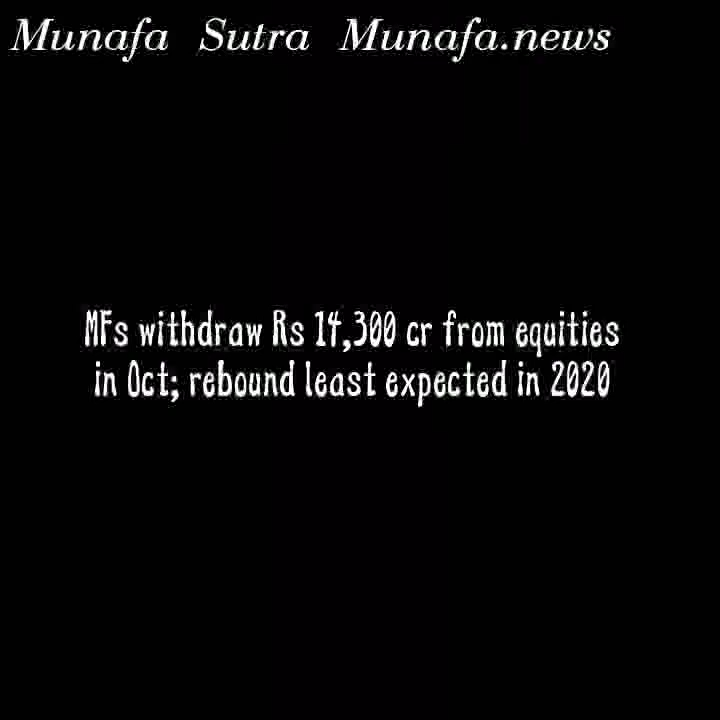 Munafa Sutra Munafa.news
MFs withdraw Rs 14,300 cr from equities
in Oct; rebound least expected in 2020